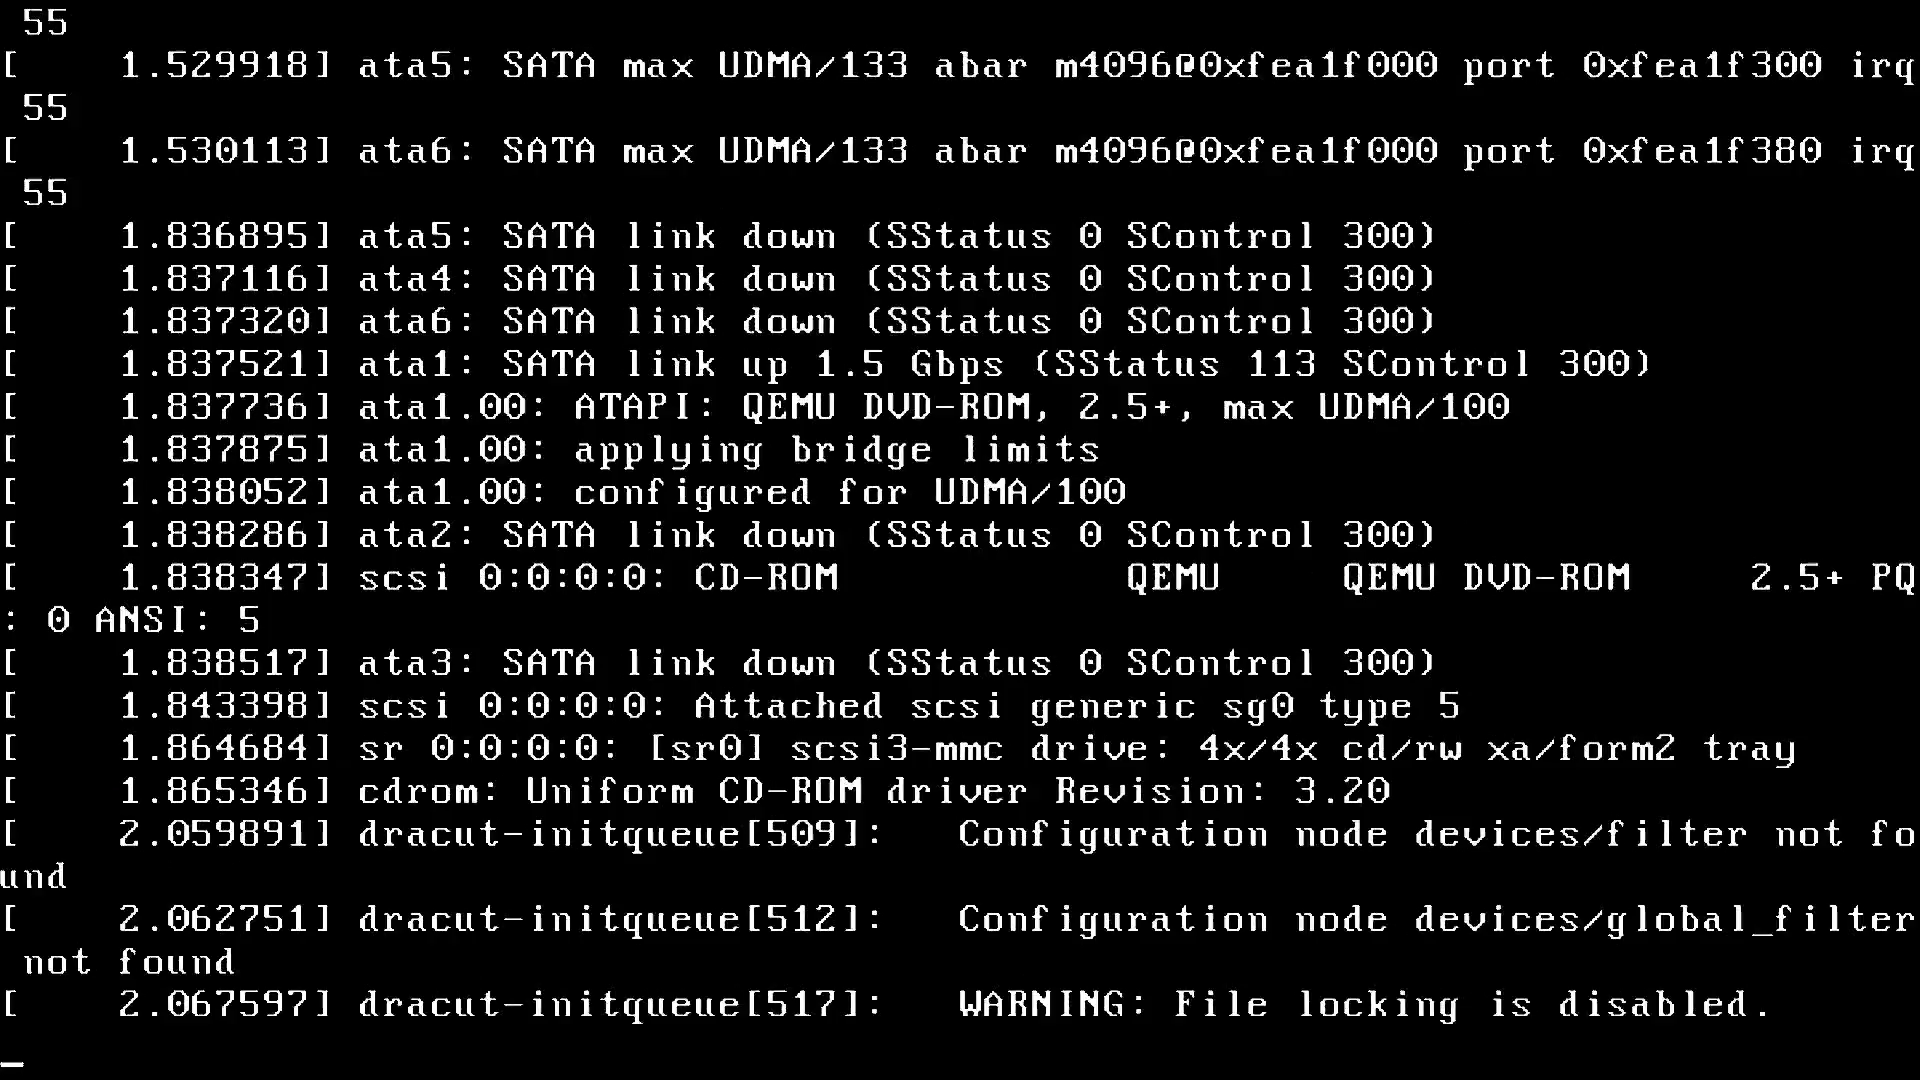 55
[    1.529918] ata5: SATA max UDMA/133 abar m4096@0xfea1f000 port 0xfea1f300 irq
55
[    1.530113] ata6: SATA max UDMA/133 abar m4096@0xfea1f000 port 0xfea1f380 irq
55
[    1.836895] ata5: SATA link down (SStatus 0 SControl 300)
[    1.837116] ata4: SATA link down (SStatus 0 SControl 300)
[    1.837320] ata6: SATA link down (SStatus 0 SControl 300)
[    1.837521] ata1: SATA link up 1.5 Gbps (SStatus 113 SControl 300)
[    1.837736] ata1.00: ATAPI: QEMU DVD-ROM, 2.5+, max UDMA/100
[    1.837875] ata1.00: applying bridge limits
[    1.838052] ata1.00: configured for UDMA/100
[    1.838286] ata2: SATA link down (SStatus 0 SControl 300)
[    1.838347] scsi 0:0:0:0: CD-ROM            QEMU     QEMU DVD-ROM     2.5+ PQ
: 0 ANSI: 5
[    1.838517] ata3: SATA link down (SStatus 0 SControl 300)
[    1.843398] scsi 0:0:0:0: Attached scsi generic sg0 type 5
[    1.864684] sr 0:0:0:0: [sr0] scsi3-mmc drive: 4x/4x cd/rw xa/form2 tray
[    1.865346] cdrom: Uniform CD-ROM driver Revision: 3.20
[    2.059891] dracut-initqueue[509]:   Configuration node devices/filter not fo
und
[    2.062751] dracut-initqueue[512]:   Configuration node devices/global_filter
not found
[    2.067597] dracut-initqueue[517]:   WARNING: File locking is disabled.